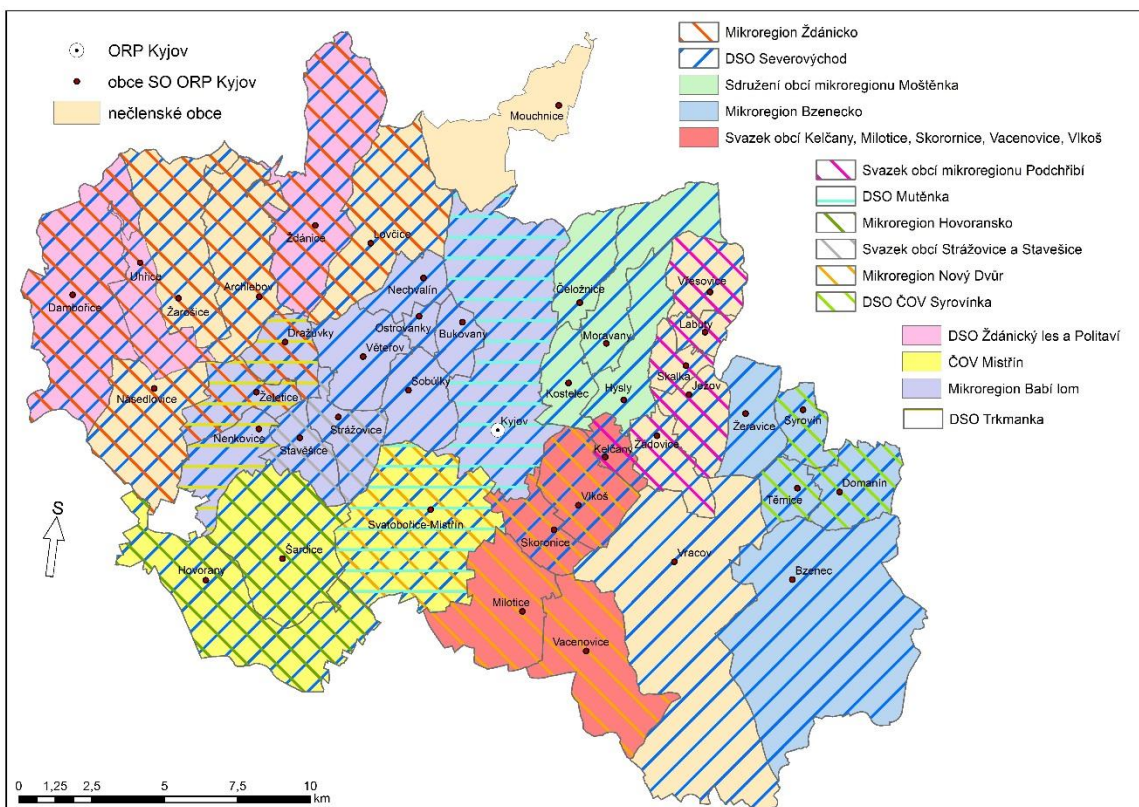 ORP Kyjov
obce SO ORP Kyjov
nečlenské obce
Mikroregion Ždánicko
DSO Severovýchod
Sdružení obcí mikroregionu Moštěnka
Mikroregion Bzenecko
Svazek obcí Kelčany, Milotice, Skorornice, Vacenovice, Vlkoš
Svazek obcí mikroregionu Podchřibí
DSO Mutěnka
Mikroregion Hovoransko
Svazek obcí Strážovice a Stavešice
Mikroregion Nový Dvůr
DSO ČOV Syrovínka
DSO Ždánický les a Politaví
ČOV Mistřín
Mikroregion Babí lom
DSO Trkmanka
Mouchnice
Ždánice
Lovčice
Uhřice
Dambořice
Žarošice
Archlebov
Nechvalín
Vřesovice
Čeložnice
Ostrovánky
Bukovany
Labuty
Dražůvky
Věteřov
Moravany
Skalka
Ježov
Násedlovice
Želetice
Sobůlky
Kostelec
Hýsly
Žeravice
Syrovín
Nenkovice
Strážovice
Stavěšice
Kyjov
Žádovice
Kelčany
Těmice
Domanín
Vlkoš
Svatobořice-Mistřín
Skoronice
S
Šardice
Hovorany
Vracov
Bzenec
Milotice
Vacenovice
0 1,25 2,5 5 7,5 10
km